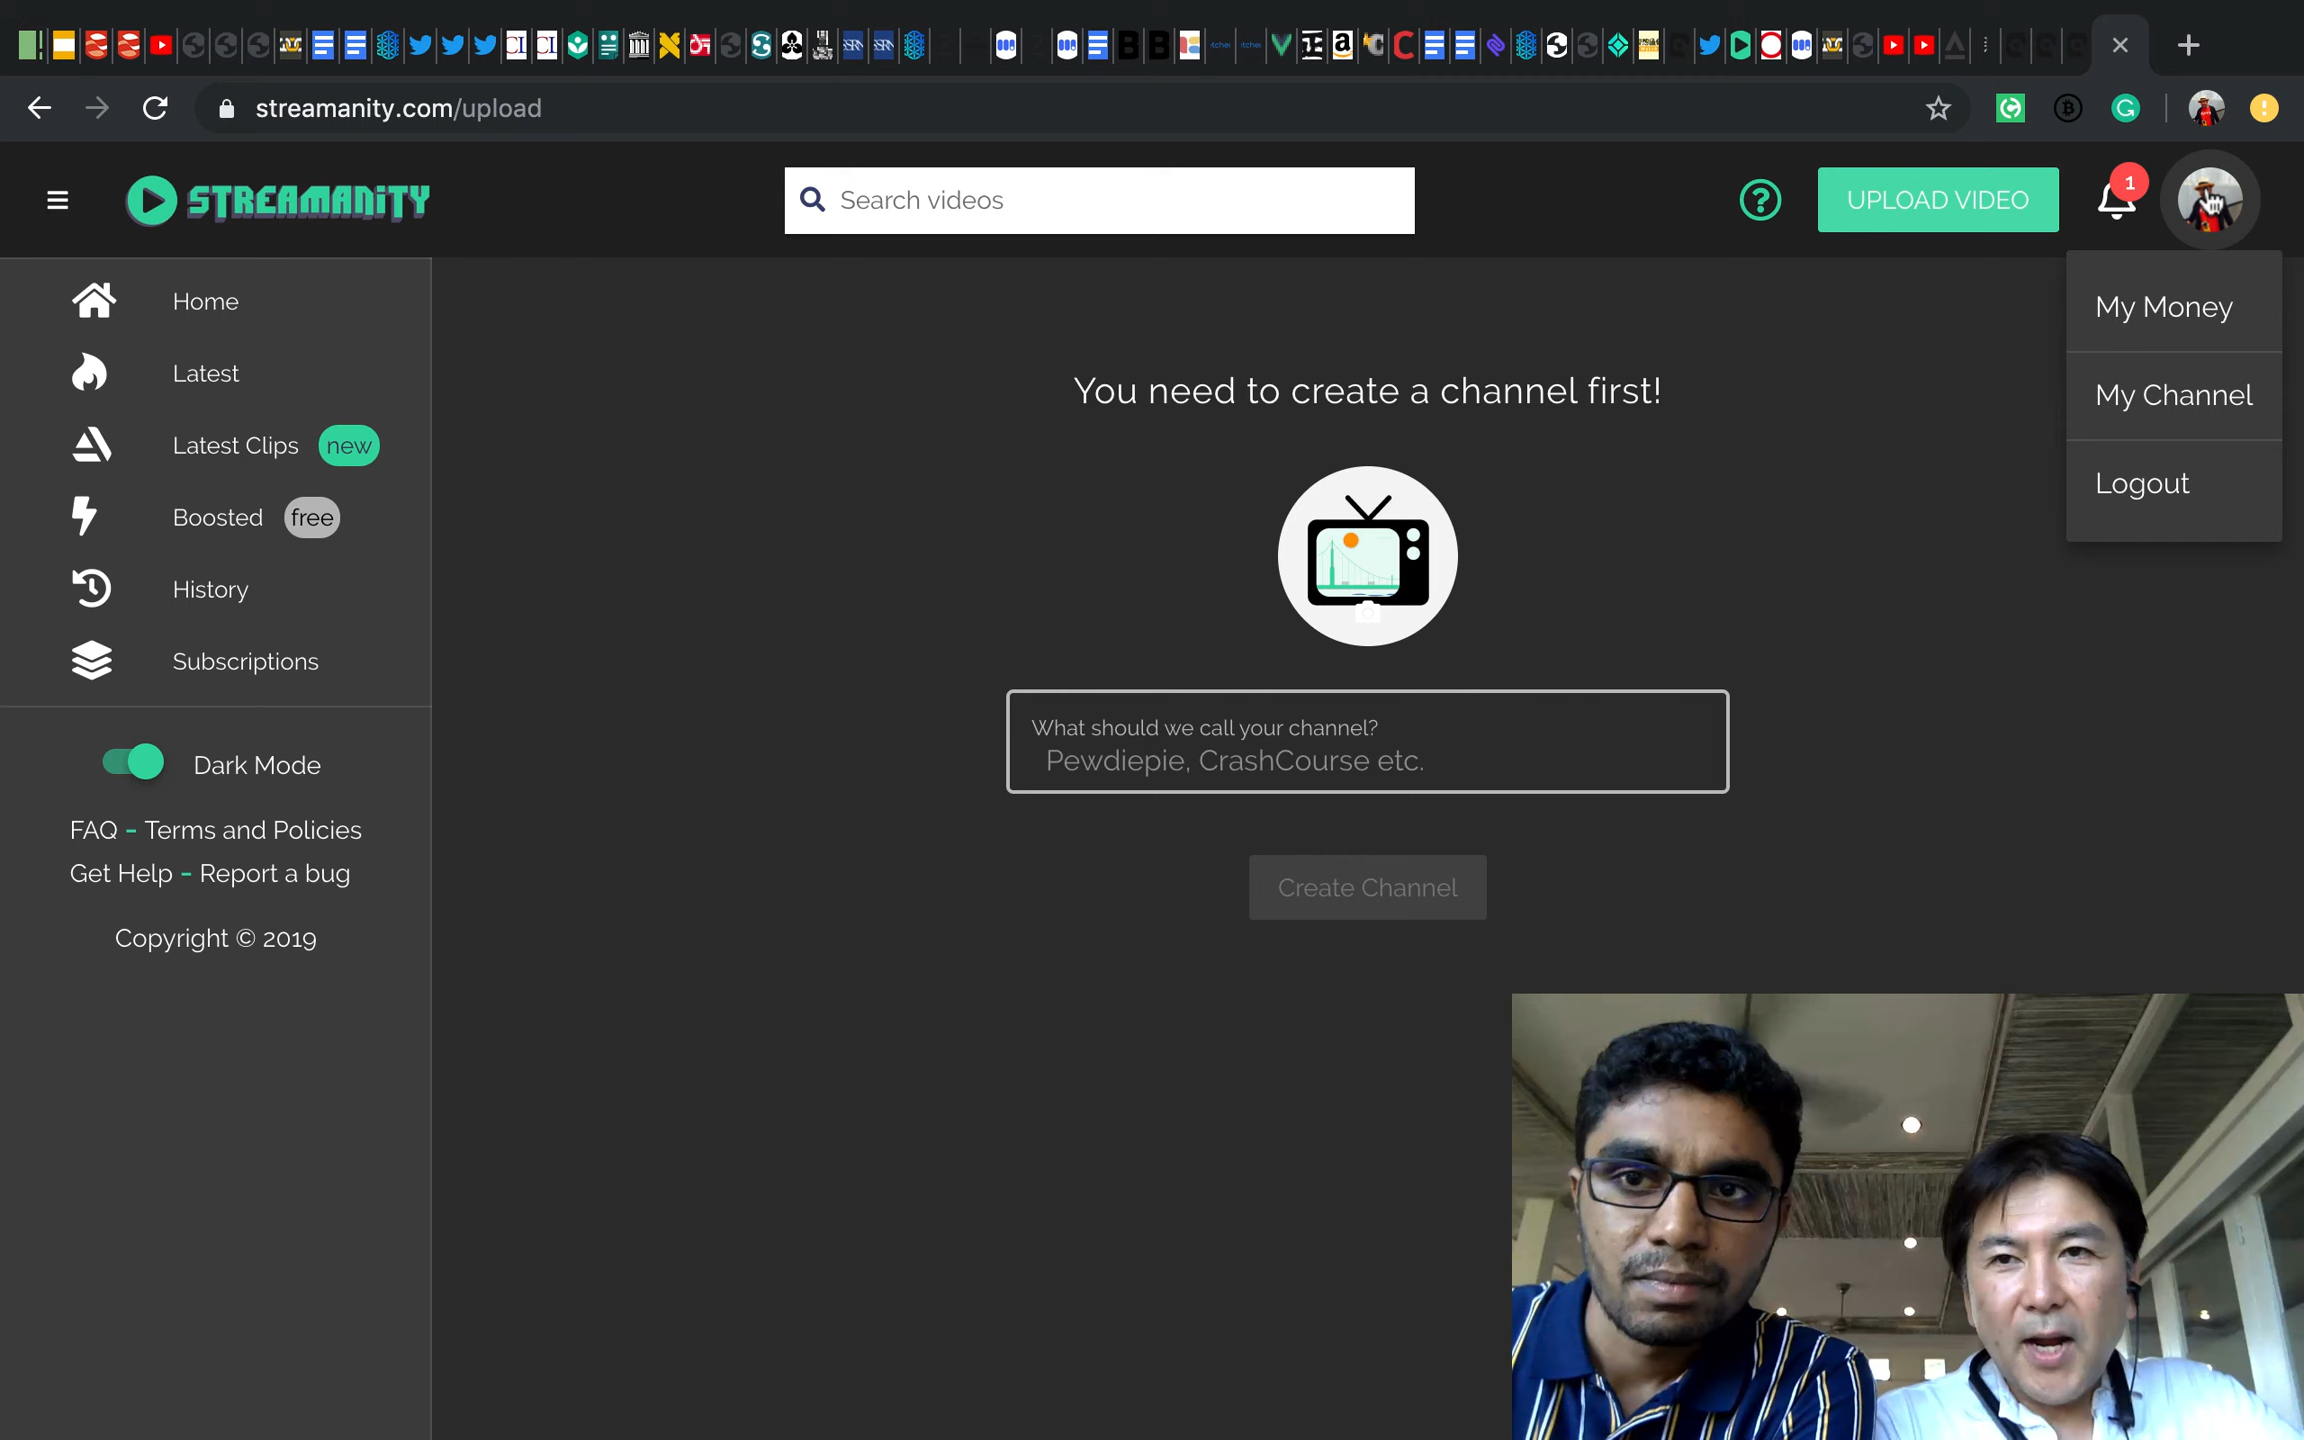 streamanity.com/upload
STREAMANiTY
Search videos
UPLOAD VIDEO
1
My Money
My Channel
Logout
Home
Latest
Latest Clips new
Boosted free
History
Subscriptions
Dark Mode
FAQ - Terms and Policies
Get Help - Report a bug
Copyright © 2019
You need to create a channel first!
What should we call your channel?
Pewdiepie, CrashCourse etc.
Create Channel